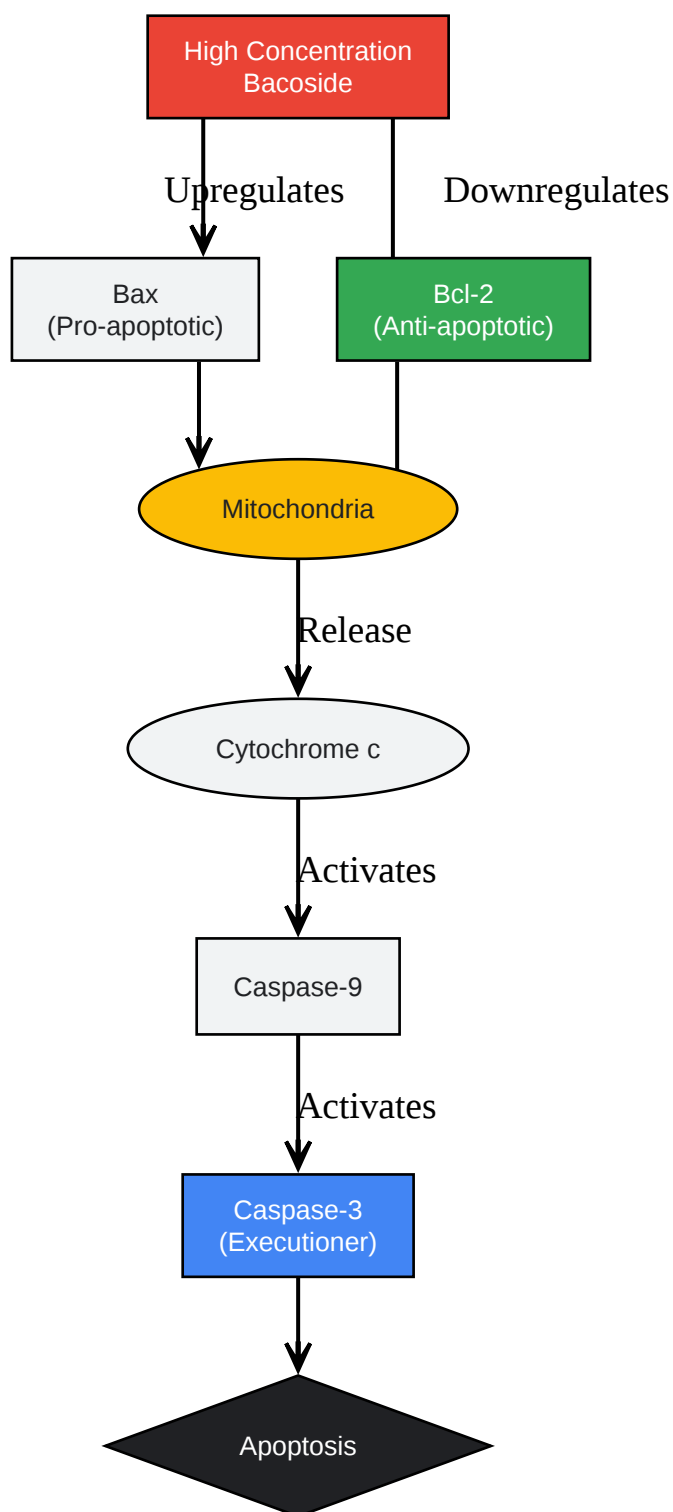 High Concentration
Bacoside
Upregulates
Downregulates
Bax
(Pro-apoptotic)
Bcl-2
(Anti-apoptotic)
Mitochondria
Release
Cytochrome c
Activates
Caspase-9
Activates
Caspase-3
(Executioner)
Apoptosis